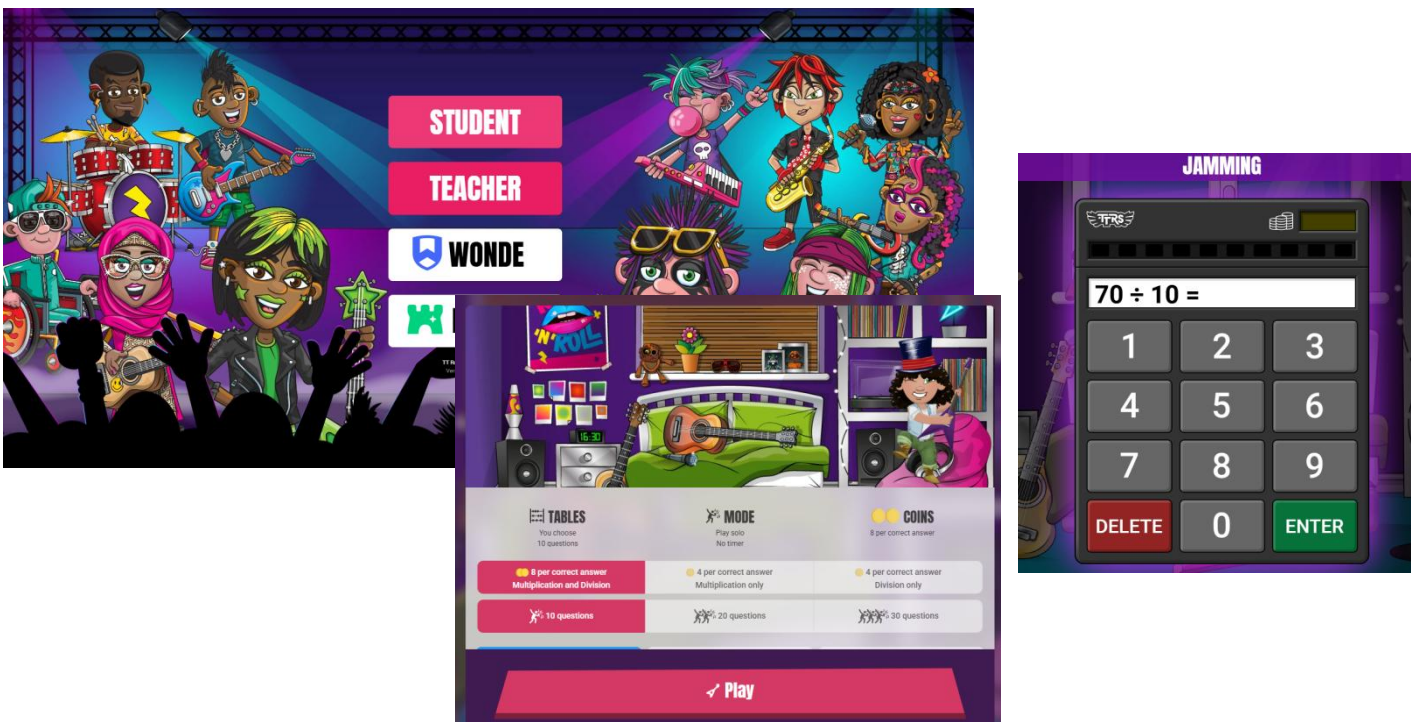 STUDENT
TEACHER
WONDE
'N'
ROLL
16:30
TABLES
You choose
10 questions
MODE
Play solo
No timer
COINS
8 per correct answer
8 per correct answer
Multiplication and Division
4 per correct answer
Multiplication only
4 per correct answer
Division only
10 questions
20 questions
30 questions
Play
JAMMING
TTRS
70 ÷ 10 =
1 2 3
4 5 6
7 8 9
DELETE 0 ENTER